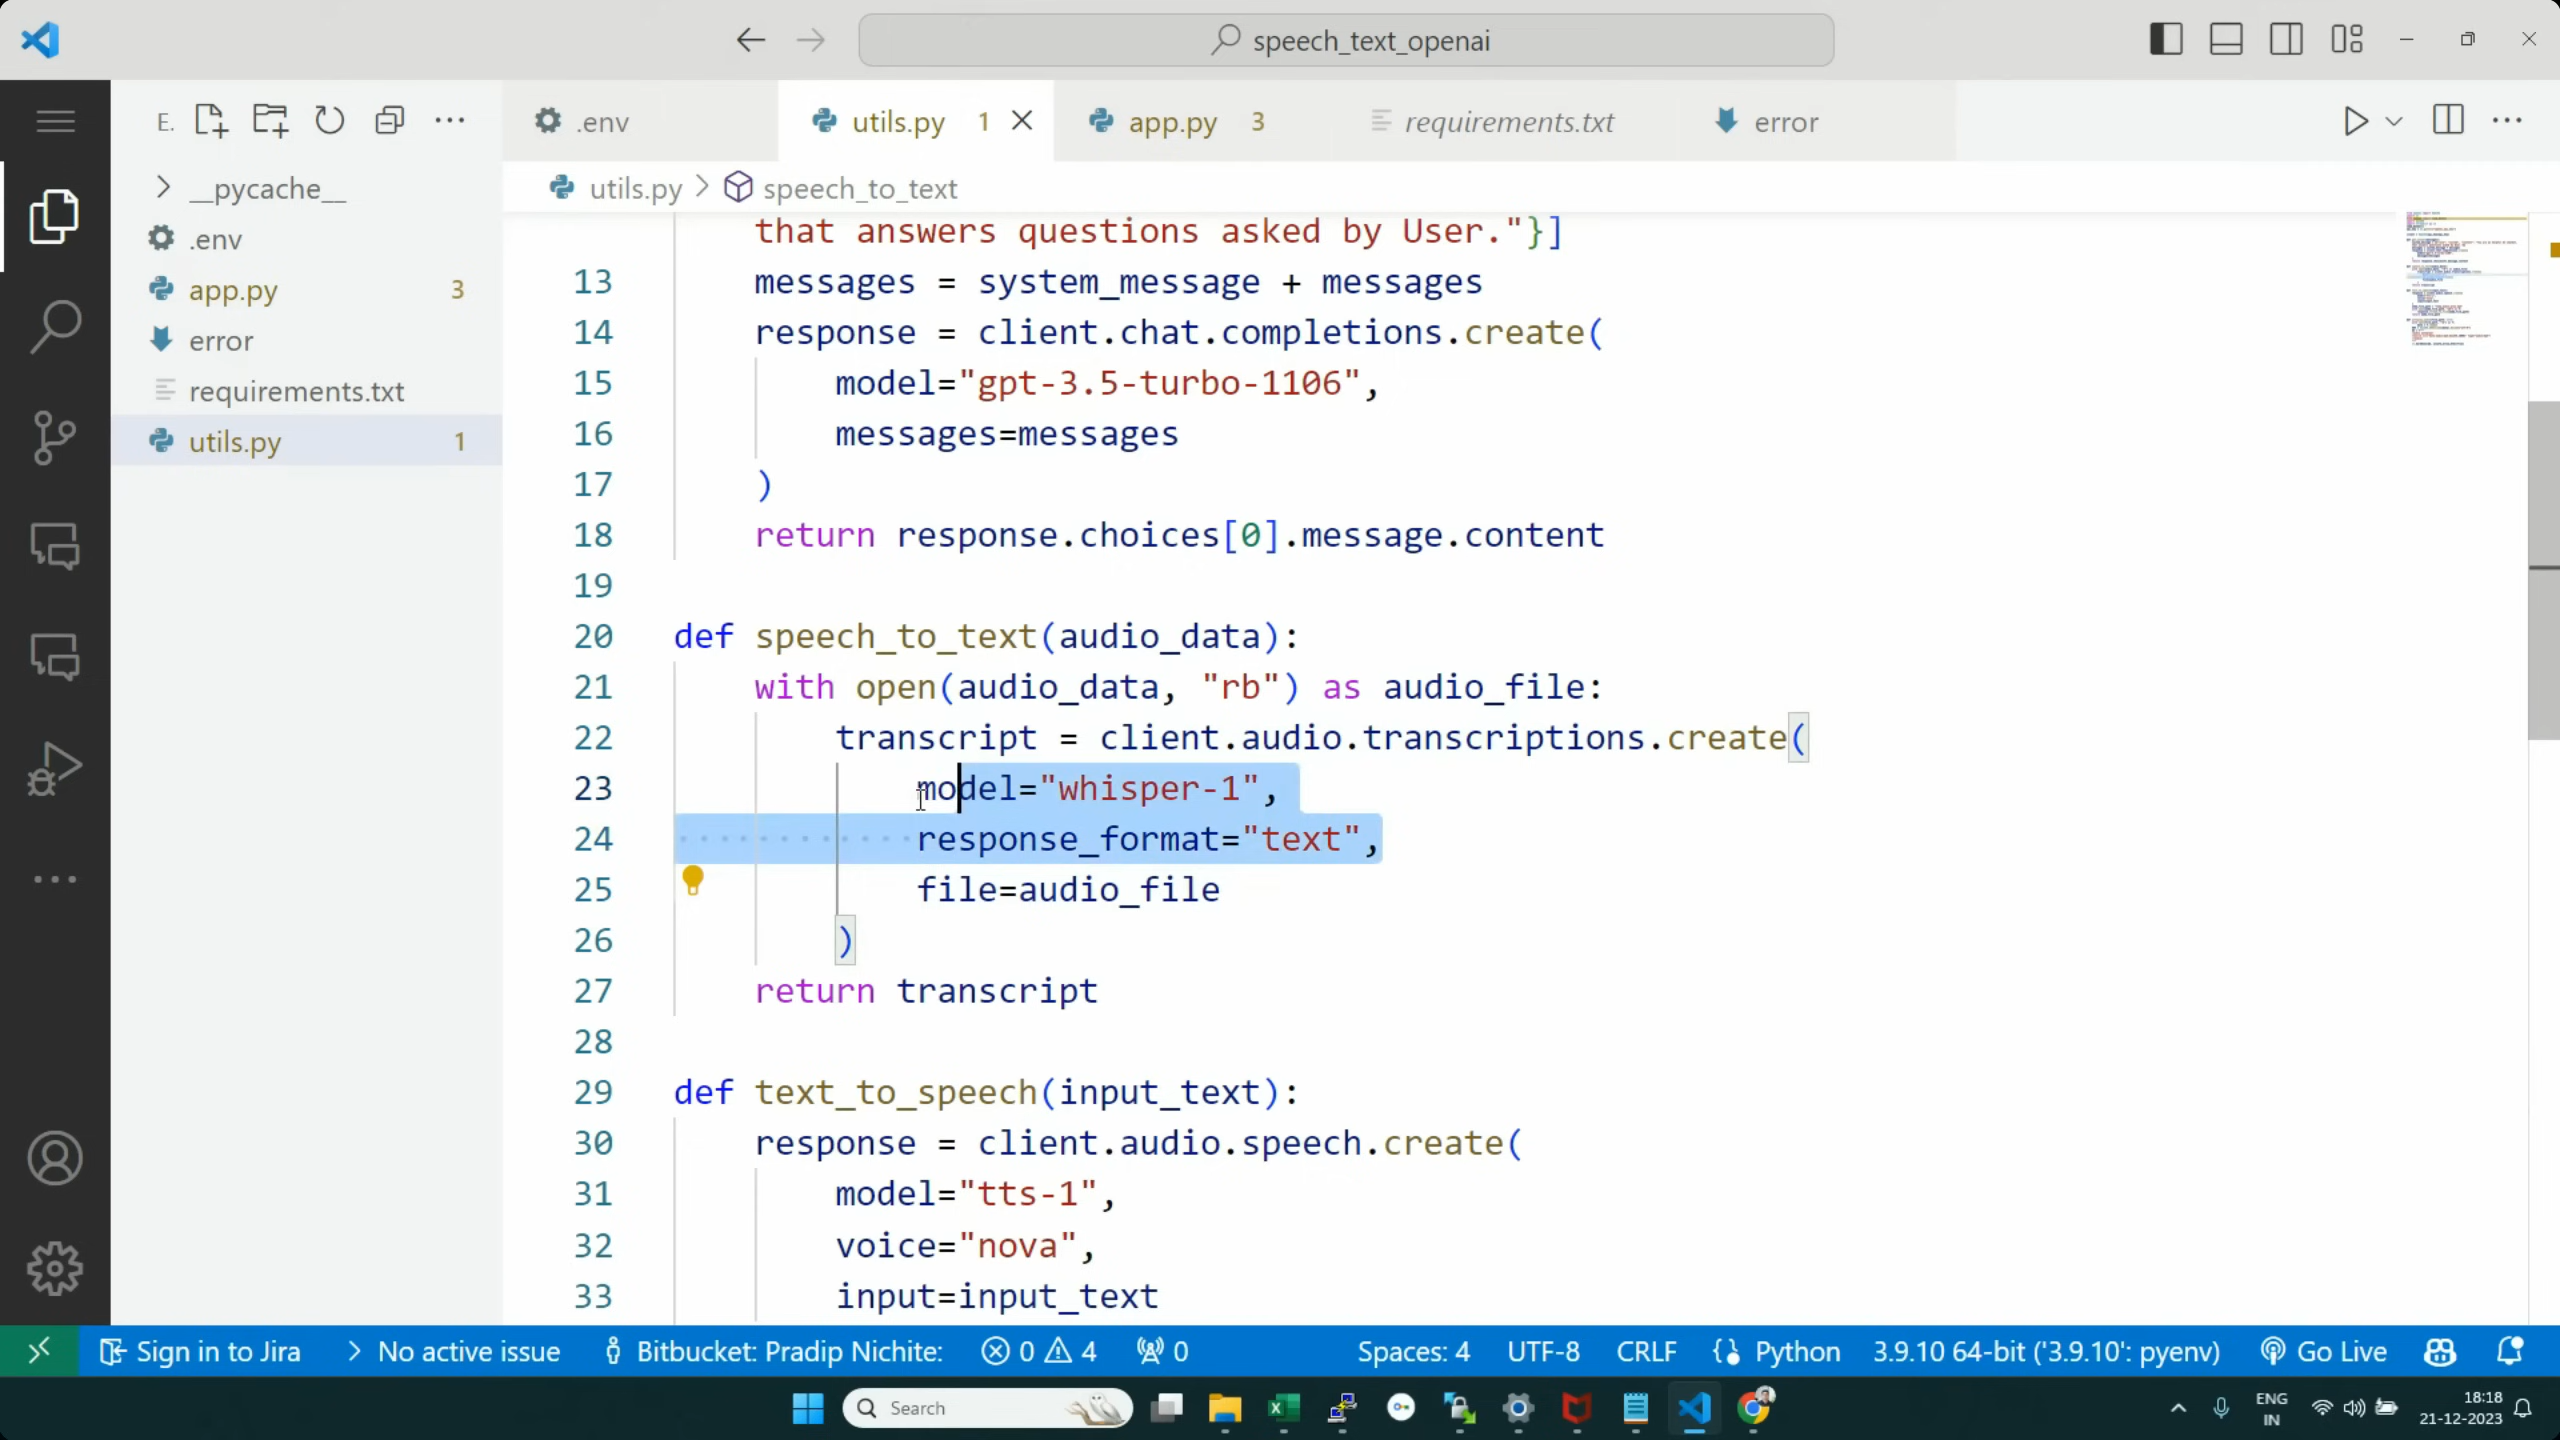 speech_text_openai
E.
.env
utils.py 1
app.py 3
requirements.txt
error
__pycache__
.env
app.py 3
error
requirements.txt
utils.py 1
utils.py > speech_to_text
that answers questions asked by User."}]
13 messages = system_message + messages
14 response = client.chat.completions.create(
15 model="gpt-3.5-turbo-1106",
16 messages=messages
17 )
18 return response.choices[0].message.content
19
20 def speech_to_text(audio_data):
21 with open(audio_data, "rb") as audio_file:
22 transcript = client.audio.transcriptions.create(
23 model="whisper-1",
24 response_format="text",
25 file=audio_file
26 )
27 return transcript
28
29 def text_to_speech(input_text):
30 response = client.audio.speech.create(
31 model="tts-1",
32 voice="nova",
33 input=input_text
Sign in to Jira
No active issue
Bitbucket: Pradip Nichite:
0 4
0
Spaces: 4
UTF-8
CRLF
Python
3.9.10 64-bit ('3.9.10': pyenv)
Go Live
Search
ENG
IN
18:18
21-12-2023